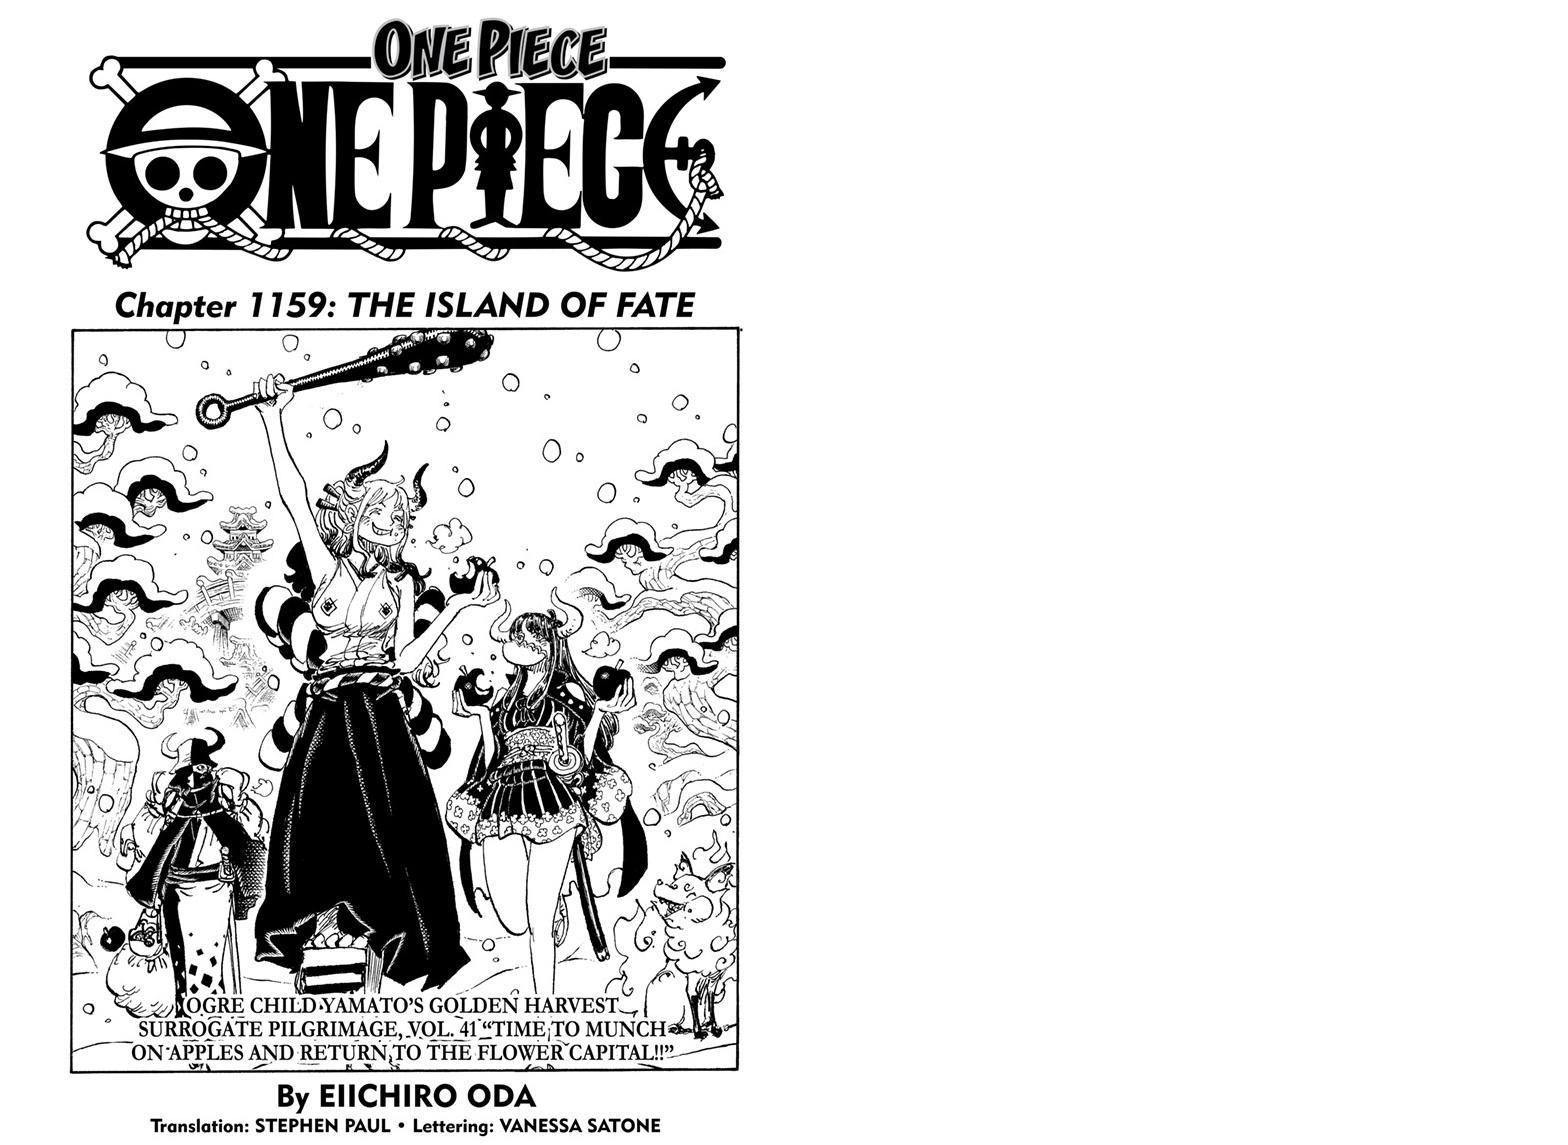 ONE PIECE
ONE PIECE
Chapter 1159: THE ISLAND OF FATE
OGRE CHILD YAMATO'S GOLDEN HARVEST
SURROGATE PILGRIMAGE, VOL. 41 “TIME TO MUNCH
ON APPLES AND RETURN TO THE FLOWER CAPITAL!!”
By EIICHIRO ODA
Translation: STEPHEN PAUL • Lettering: VANESSA SATONE